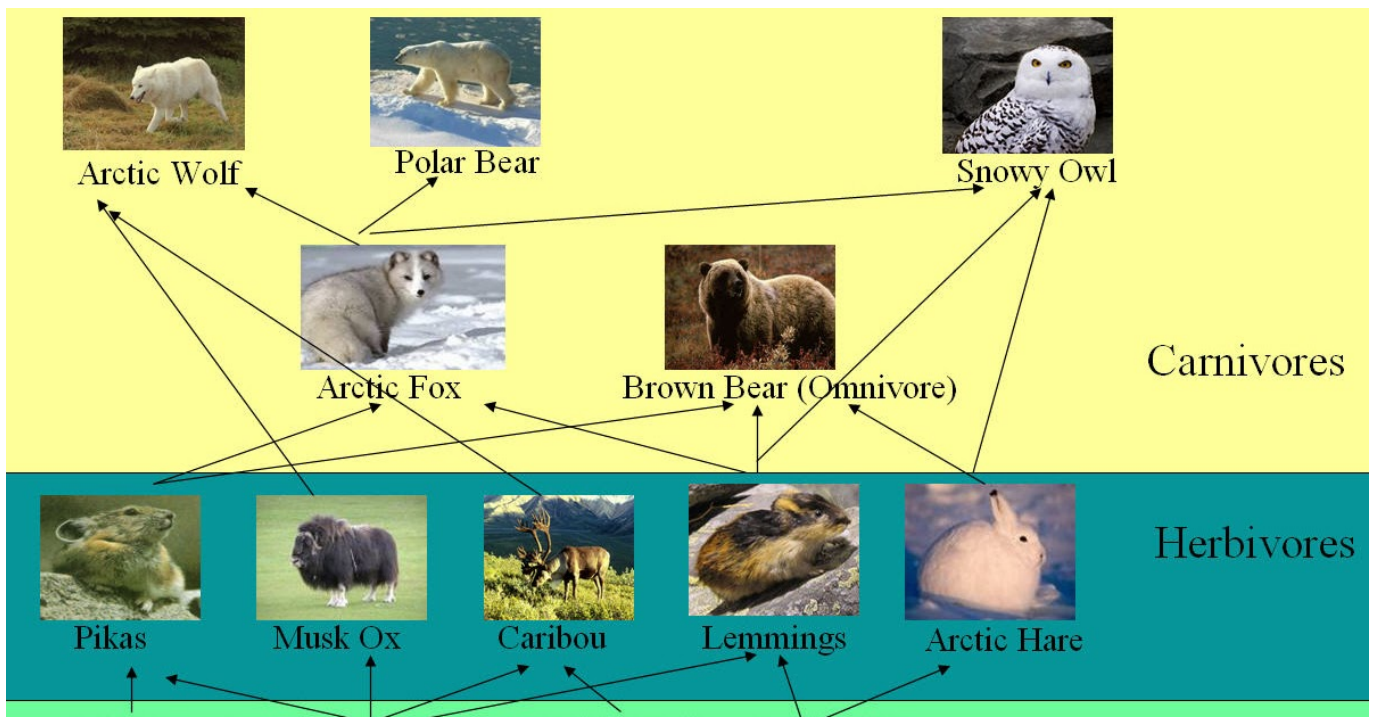 Arctic Wolf
Polar Bear
Snowy Owl
Arctic Fox
Brown Bear (Omnivore)
Carnivores
Herbivores
Pikas
Musk Ox
Caribou
Lemmings
Arctic Hare